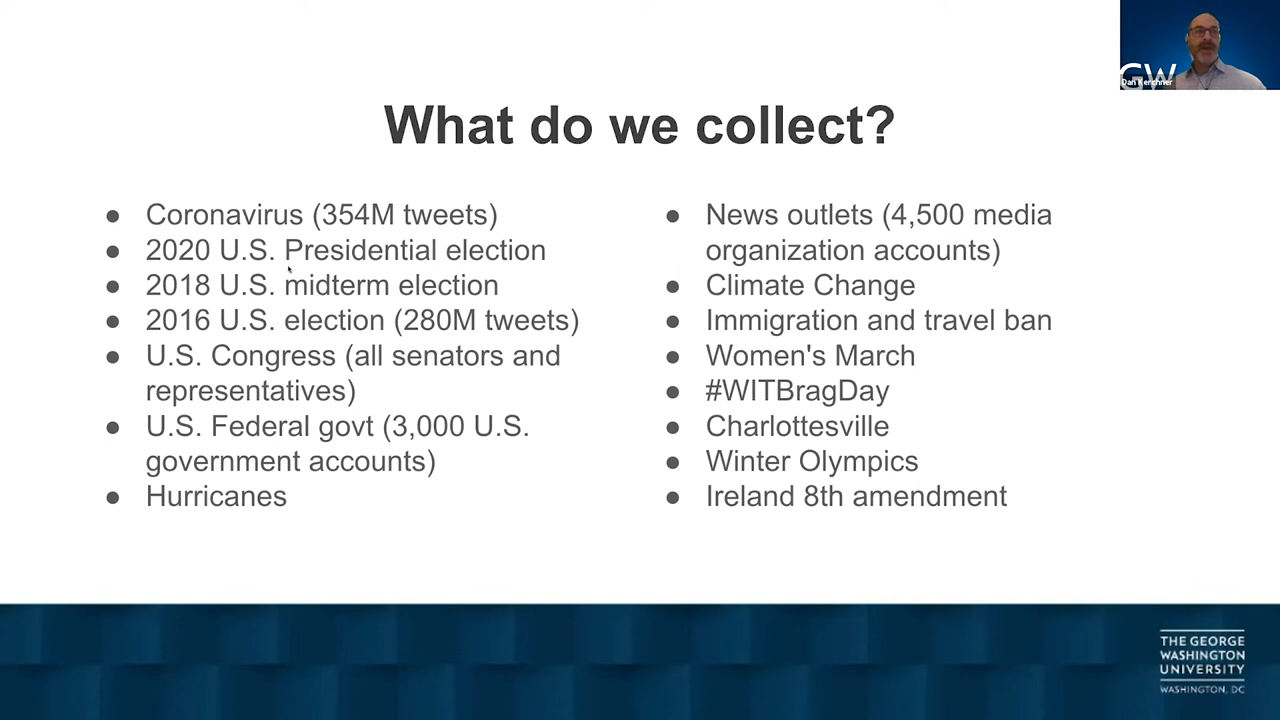 What do we collect?
● Coronavirus (354M tweets)
● 2020 U.S. Presidential election
● 2018 U.S. midterm election
● 2016 U.S. election (280M tweets)
● U.S. Congress (all senators and
representatives)
● U.S. Federal govt (3,000 U.S.
government accounts)
● Hurricanes
● News outlets (4,500 media
organization accounts)
● Climate Change
● Immigration and travel ban
● Women's March
● #WITBragDay
● Charlottesville
● Winter Olympics
● Ireland 8th amendment
GW
Dan Kerchner
THE GEORGE
WASHINGTON
UNIVERSITY
WASHINGTON, DC